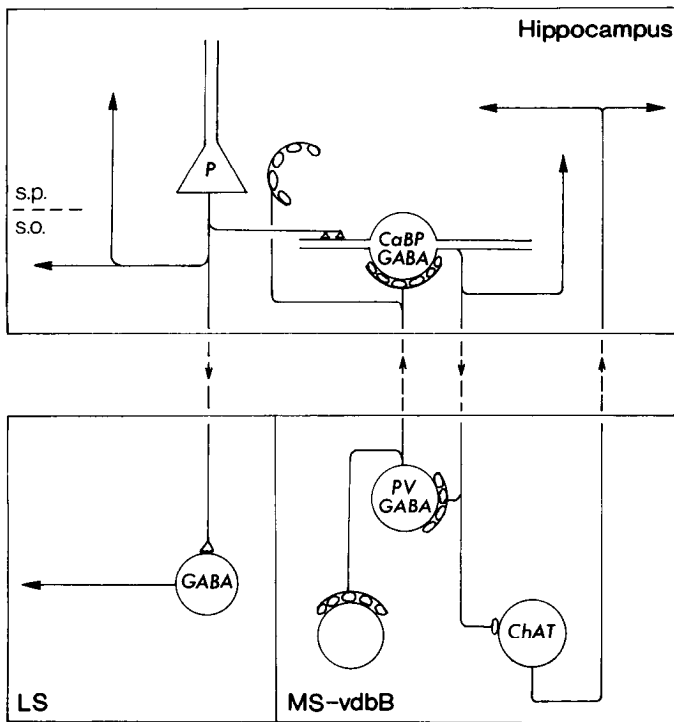 Hippocampus
P
s.p.
s.o.
CaBP
GABA
PV
GABA
GABA
ChAT
LS
MS-vdbB